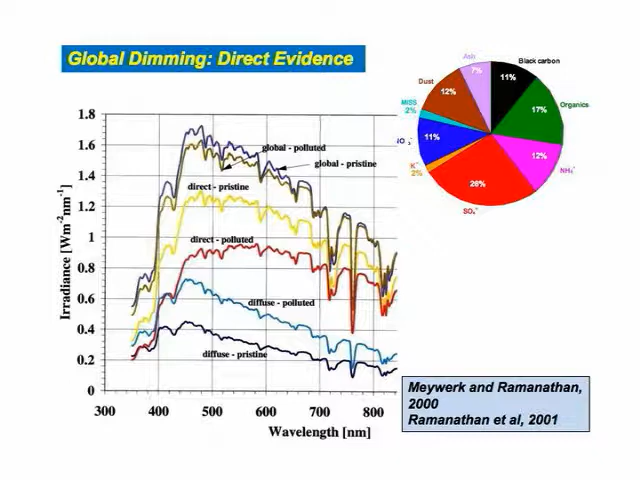 Global Dimming: Direct Evidence
Ash
7%
Black carbon
11%
Dust
12%
Organics
17%
MISS
2%
11%
K⁺
2%
12%
NH₄⁺
26%
SO₄⁼
1.8
1.6
1.4
1.2
1
0.8
0.6
0.4
0.2
0
Irradiance [Wm⁻²nm⁻¹]
global - polluted
global - pristine
direct - pristine
direct - polluted
diffuse - polluted
diffuse - pristine
300 400 500 600 700 800
Wavelength [nm]
Meywerk and Ramanathan,
2000
Ramanathan et al, 2001